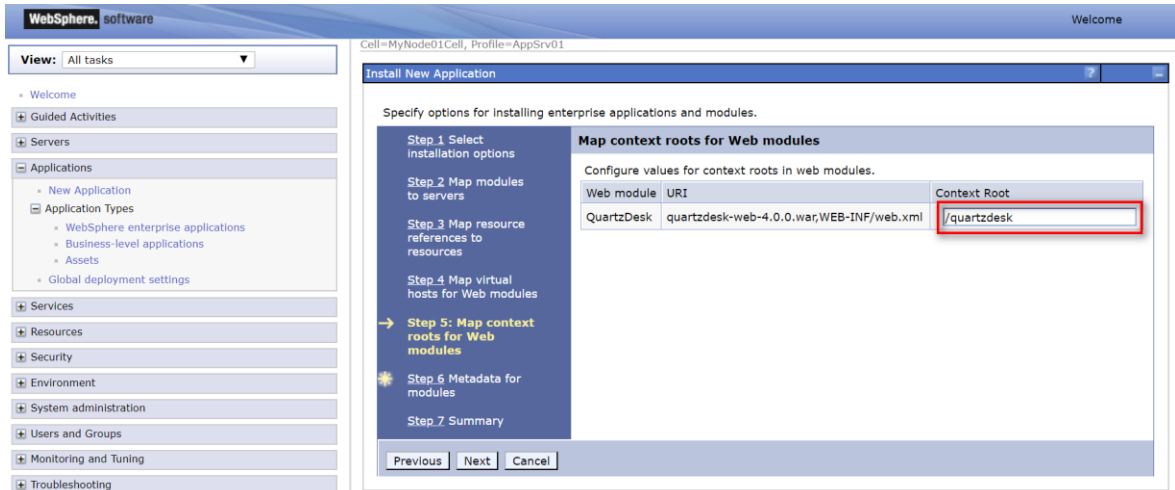 WebSphere. software
Welcome
View: All tasks
Cell=MyNode01Cell, Profile=AppSrv01
Welcome
Guided Activities
Servers
Applications
New Application
Application Types
WebSphere enterprise applications
Business-level applications
Assets
Global deployment settings
Services
Resources
Security
Environment
System administration
Users and Groups
Monitoring and Tuning
Troubleshooting
Install New Application
?
Specify options for installing enterprise applications and modules.
Step 1 Select
installation options
Step 2 Map modules
to servers
Step 3 Map resource
references to
resources
Step 4 Map virtual
hosts for Web modules
Step 5: Map context
roots for Web
modules
Step 6 Metadata for
modules
Step 7 Summary
Map context roots for Web modules
Configure values for context roots in web modules.
Web module URI Context Root
QuartzDesk quartzdesk-web-4.0.0.war,WEB-INF/web.xml /quartzdesk
Previous Next Cancel